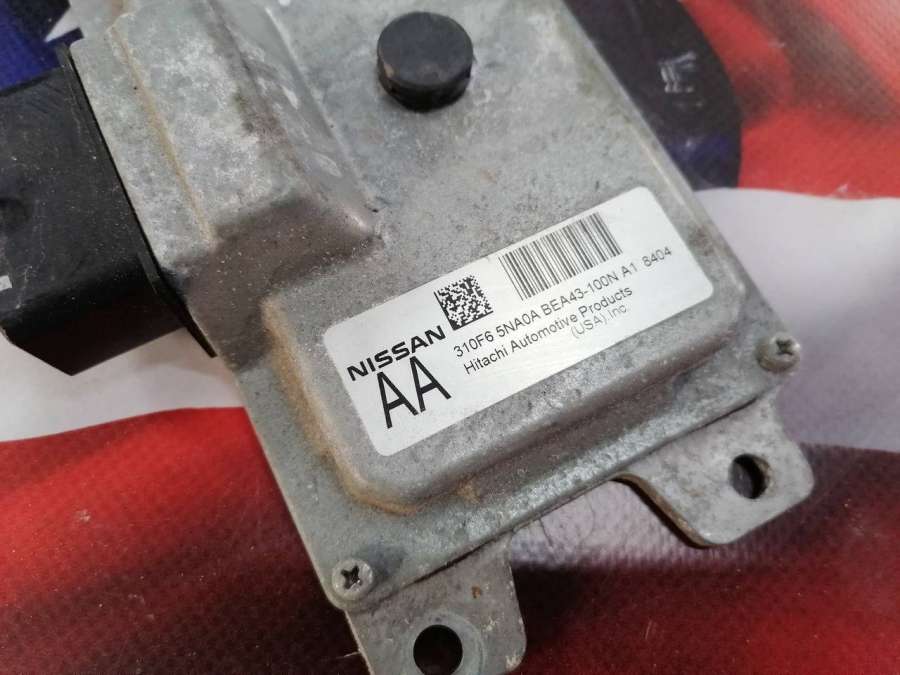 NISSAN
AA
310F6 5NA0A BEA43-100N A1 8404
Hitachi Automotive Products
(USA), Inc.